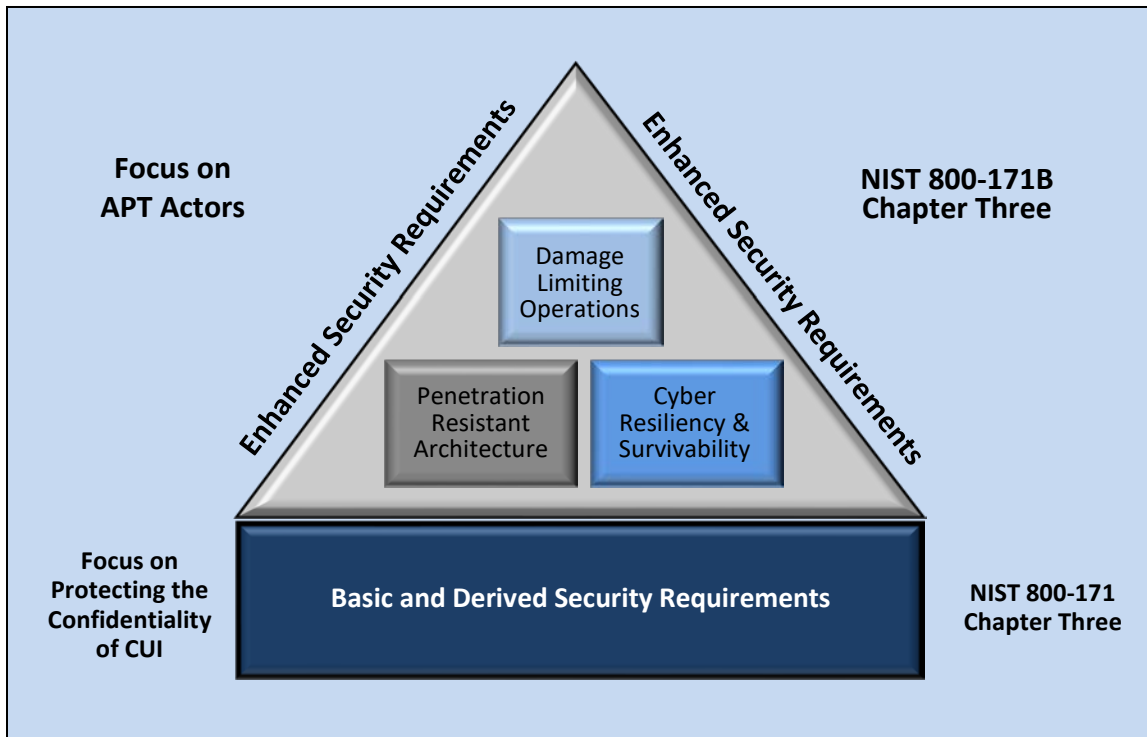 Focus on
APT Actors
Enhanced Security Requirements
Enhanced Security Requirements
NIST 800-171B
Chapter Three
Damage
Limiting
Operations
Penetration
Resistant
Architecture
Cyber
Resiliency &
Survivability
Focus on
Protecting the
Confidentiality
of CUI
Basic and Derived Security Requirements
NIST 800-171
Chapter Three